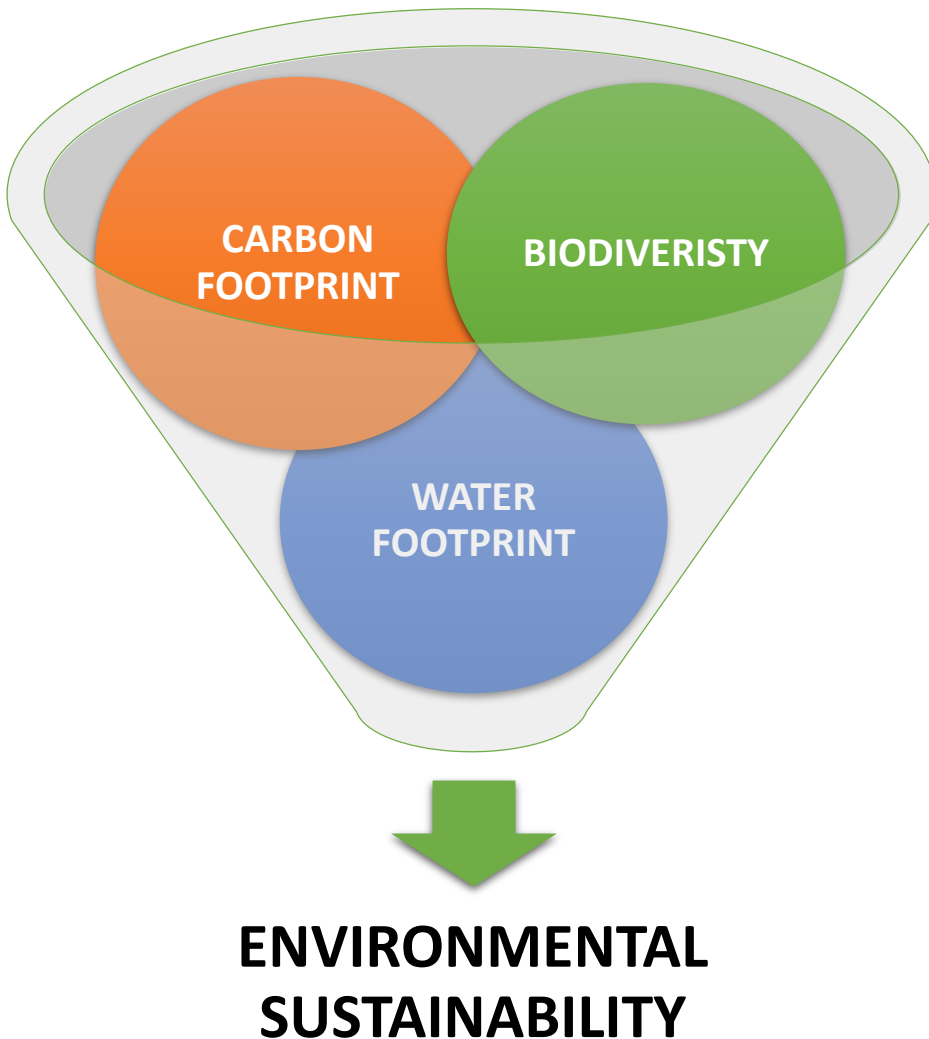 CARBON
FOOTPRINT
BIODIVERISTY
WATER
FOOTPRINT
ENVIRONMENTAL
SUSTAINABILITY